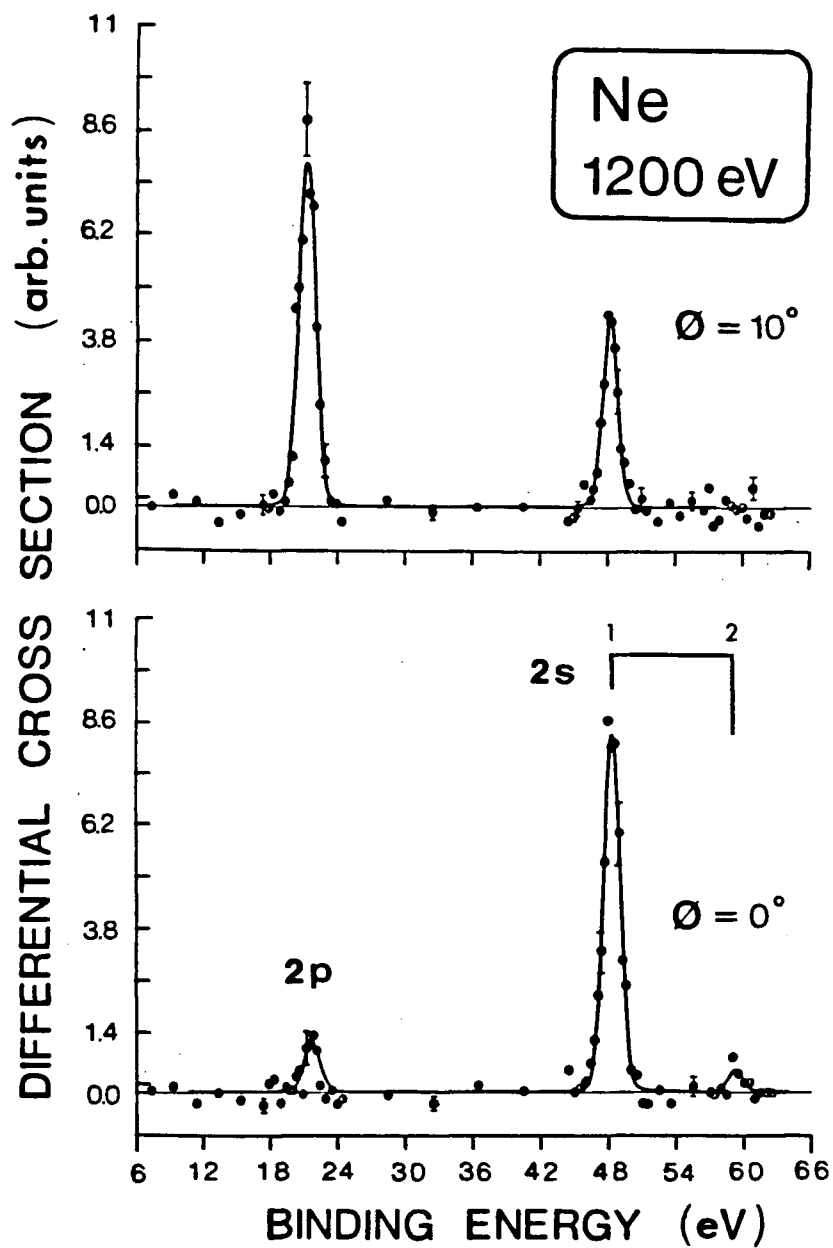 DIFFERENTIAL CROSS SECTION (arb. units)
11
8.6
6.2
3.8
1.4
0.0
Ne
1200 eV
Ø = 10°
11
8.6
6.2
3.8
1.4
0.0
1 2
2s
Ø = 0°
2p
6 12 18 24 30 36 42 48 54 60 66
BINDING ENERGY (eV)